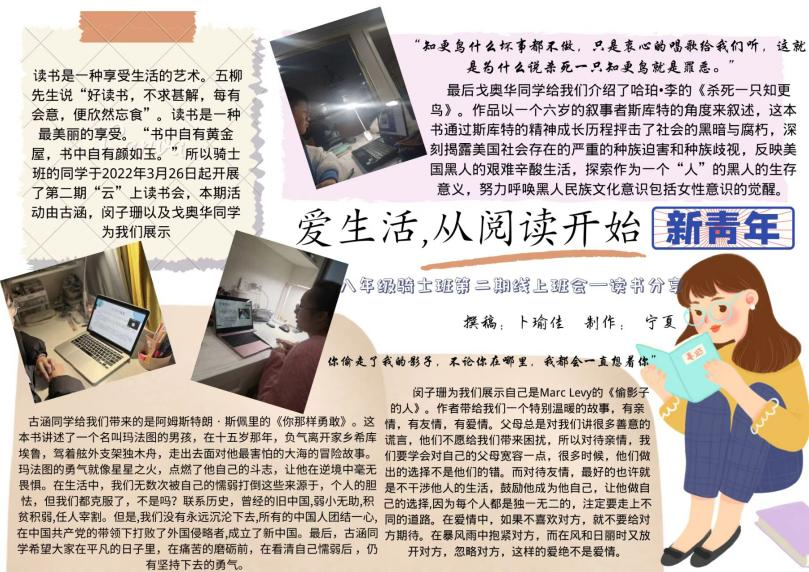 读书是一种享受生活的艺术。五柳
先生说“好读书，不求甚解，每有
会意，便欣然忘食”。读书是一种
最美丽的享受。“书中自有黄金
屋，书中自有颜如玉。”所以骑士
班的同学于2022年3月26日起开展
了第二期“云”上读书会，本期活
动由古涵，闵子珊以及戈奥华同学
为我们展示
“知更鸟什么坏事都不做，只是衷心的唱歌给我们听，这就
是为什么说杀死一只知更鸟就是罪恶。”
最后戈奥华同学给我们介绍了哈珀•李的《杀死一只知更
鸟》。作品以一个六岁的叙事者斯库特的角度来叙述，这本
书通过斯库特的精神成长历程抨击了社会的黑暗与腐朽，深
刻揭露美国社会存在的严重的种族迫害和种族歧视，反映美
国黑人的艰难辛酸生活，探索作为一个“人”的黑人的生存
意义，努力呼唤黑人民族文化意识包括女性意识的觉醒。
爱生活,从阅读开始
新青年
八年级骑士班第二期线上班会—读书分享
撰稿：卜瑜佳 制作：宁夏
你偷走了我的影子，不论你在哪里，我都会一直想着你”
古涵同学给我们带来的是阿姆斯特朗·斯佩里的《你那样勇敢》。这
本书讲述了一个名叫玛法图的男孩，在十五岁那年，负气离开家乡希库
埃鲁，驾着舷外支架独木舟，走出去面对他最害怕的大海的冒险故事。
玛法图的勇气就像星星之火，点燃了他自己的斗志，让他在逆境中毫无
畏惧。在生活中，我们无数次被自己的懦弱打倒这些来源于，个人的胆
怯，但我们都克服了，不是吗？联系历史，曾经的旧中国,弱小无助,积
贫积弱,任人宰割。但是,我们没有永远沉沦下去,所有的中国人团结一心,
在中国共产党的带领下打败了外国侵略者,成立了新中国。最后，古涵同
学希望大家在平凡的日子里，在痛苦的磨砺前，在看清自己懦弱后，仍
有坚持下去的勇气。
闵子珊为我们展示自己是Marc Levy的《偷影子
的人》。作者带给我们一个特别温暖的故事，有亲
情，有友情，有爱情。父母总是对我们讲很多善意的
谎言，他们不愿给我们带来困扰，所以对待亲情，我
们要学会对自己的父母宽容一点，很多时候，他们做
出的选择不是他们的错。而对待友情，最好的也许就
是不干涉他人的生活，鼓励他成为他自己，让他做自
己的选择,因为每个人都是独一无二的，注定要走上不
同的道路。在爱情中，如果不喜欢对方，就不要给对
方期待。在暴风雨中抱紧对方，而在风和日丽时又放
开对方，忽略对方，这样的爱绝不是爱情。